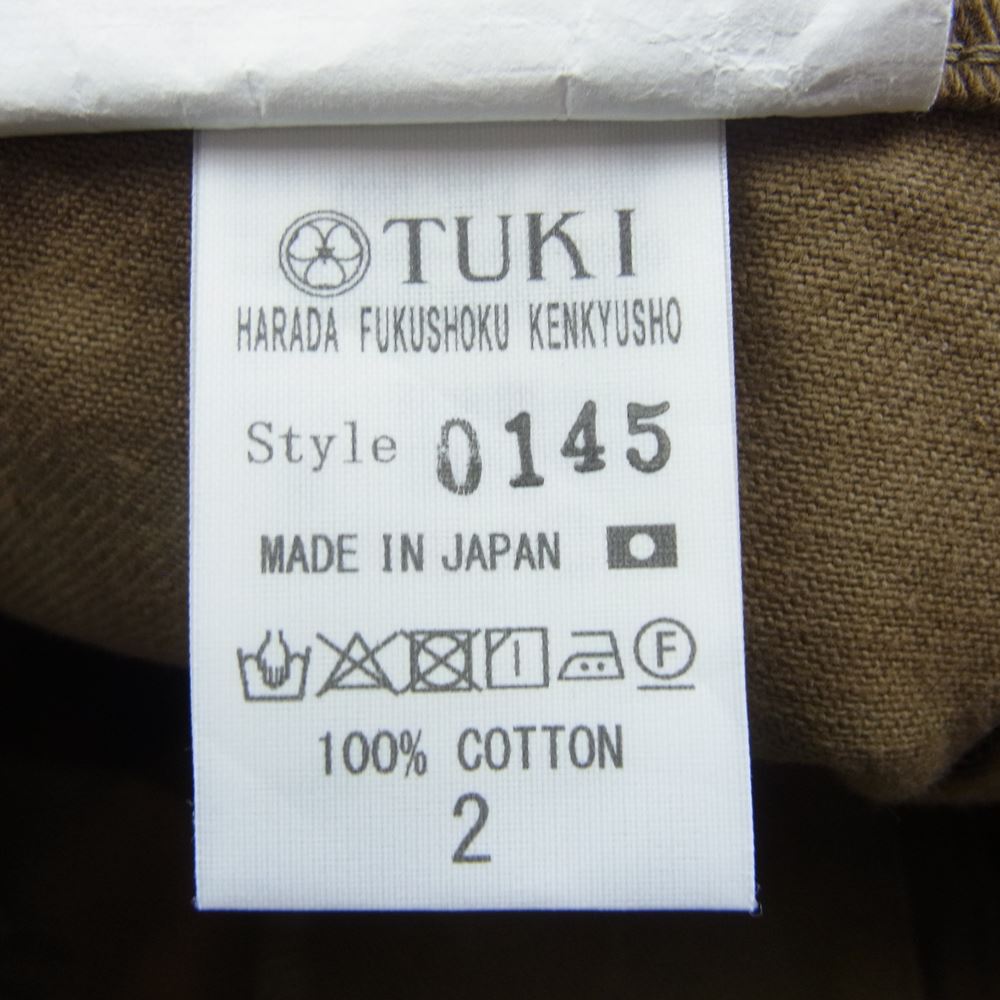 TUKI
HARADA FUKUSHOKU KENKYUSHO
Style 0145
MADE IN JAPAN
F
100% COTTON
2